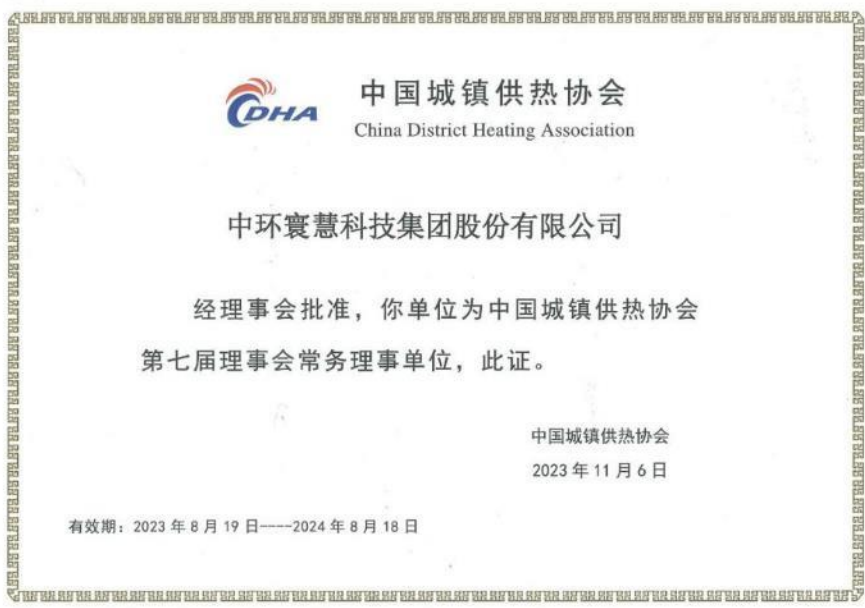 CDHA
中国城镇供热协会
China District Heating Association
中环寰慧科技集团股份有限公司
经理事会批准，你单位为中国城镇供热协会
第七届理事会常务理事单位，此证。
中国城镇供热协会
2023年11月6日
有效期：2023年8月19日----2024年8月18日